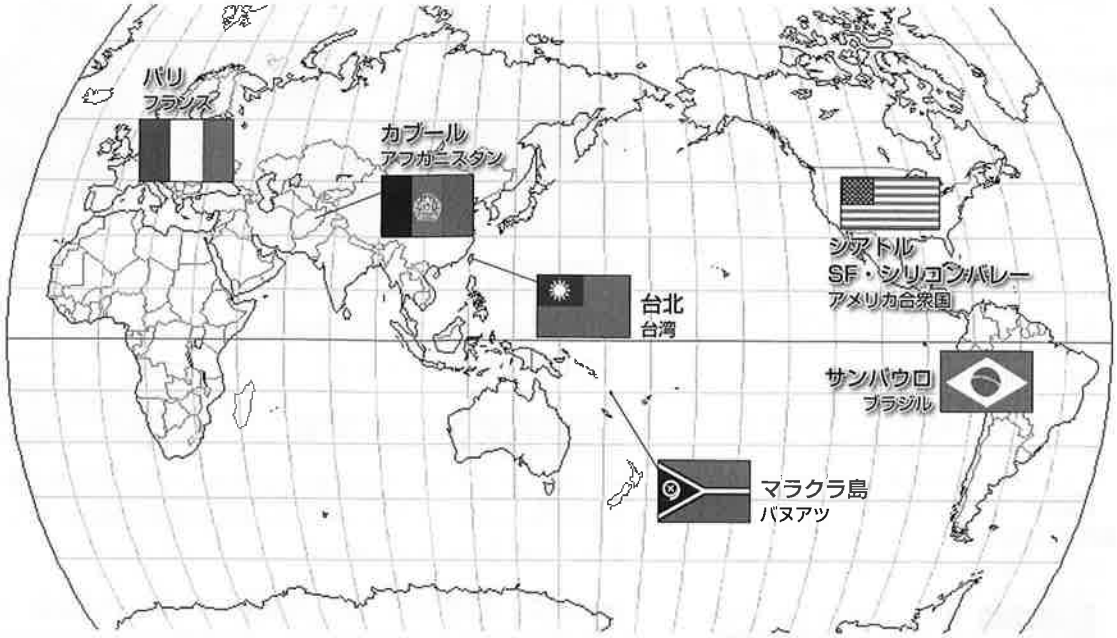 パリ
フランス
カブール
アフガニスタン
台北
台湾
シアトル
SF・シリコンバレー
アメリカ合衆国
サンパウロ
ブラジル
マラクラ島
バヌアツ